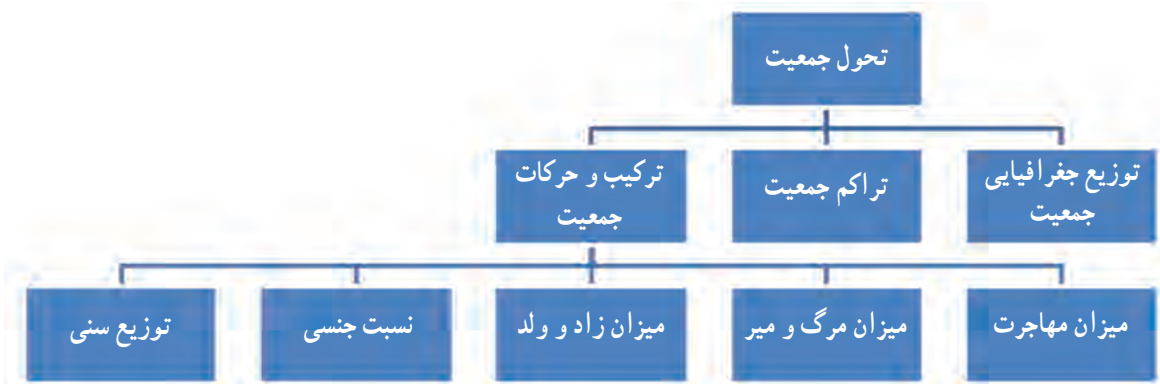 تحول جمعیت
توزیع جغرافیایی
جمعیت
تراکم جمعیت
ترکیب و حرکات
جمعیت
میزان مهاجرت
میزان مرگ و میر
میزان زاد و ولد
نسبت جنسی
توزیع سنی